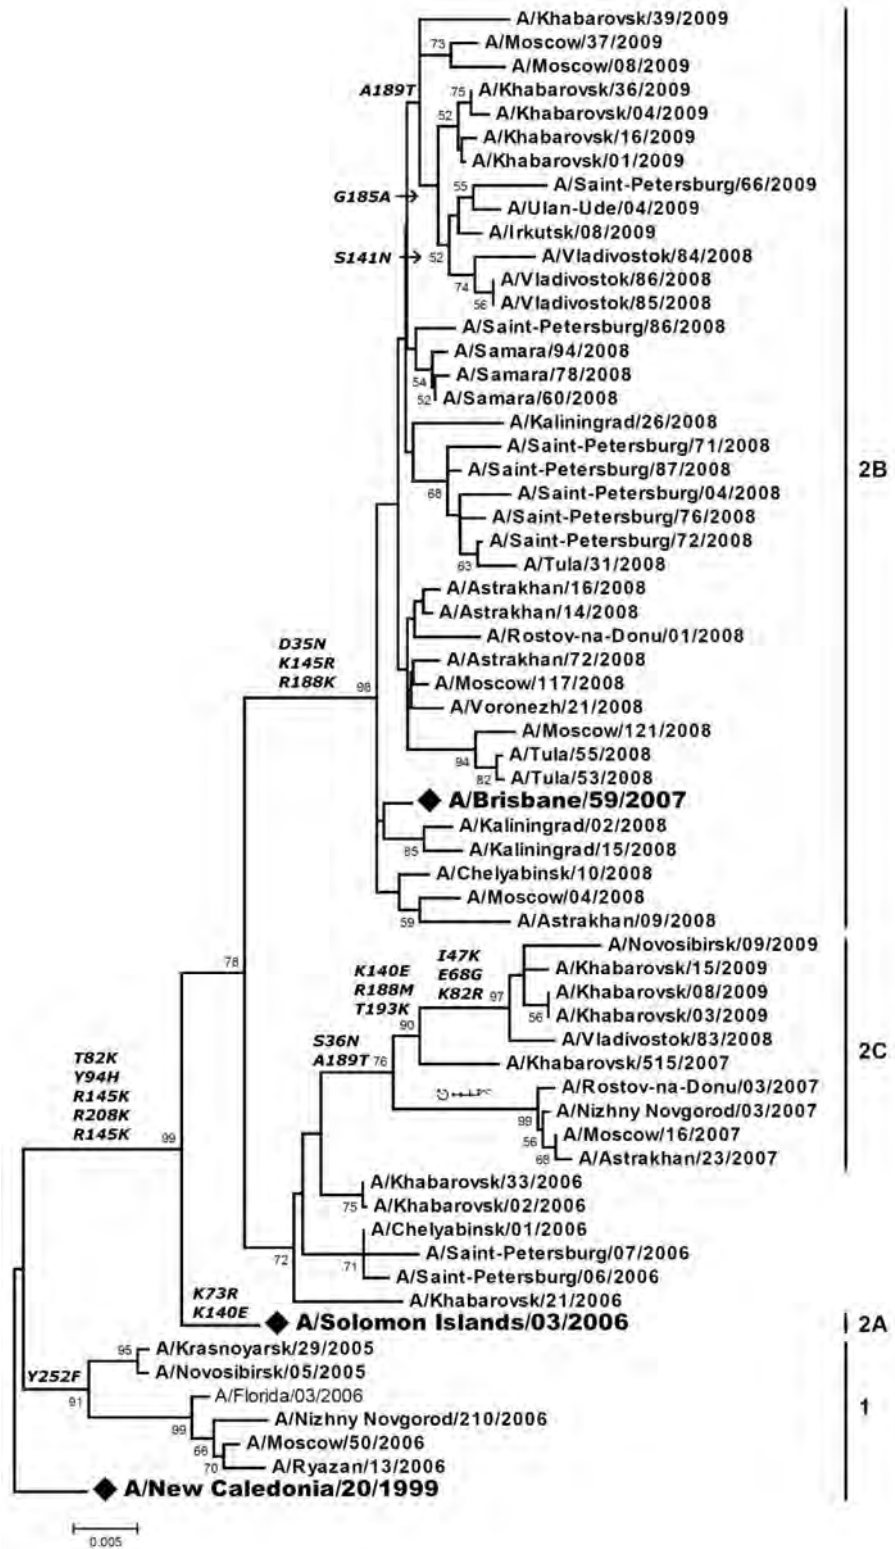 A/Khabarovsk/39/2009
73
A/Moscow/37/2009
A/Moscow/08/2009
A189T
75
A/Khabarovsk/36/2009
A/Khabarovsk/04/2009
52
A/Khabarovsk/16/2009
A/Khabarovsk/01/2009
55
A/Saint-Petersburg/66/2009
G185A
A/Ulan-Ude/04/2009
A/Irkutsk/08/2009
S141N
52
A/Vladivostok/84/2008
74
A/Vladivostok/86/2008
56
A/Vladivostok/85/2008
A/Saint-Petersburg/86/2008
A/Samara/94/2008
54
A/Samara/78/2008
52
A/Samara/60/2008
A/Kaliningrad/26/2008
A/Saint-Petersburg/71/2008
2B
A/Saint-Petersburg/87/2008
68
A/Saint-Petersburg/04/2008
A/Saint-Petersburg/76/2008
A/Saint-Petersburg/72/2008
63
A/Tula/31/2008
A/Astrakhan/16/2008
A/Astrakhan/14/2008
A/Rostov-na-Donu/01/2008
D35N
K145R
R188K
98
A/Astrakhan/72/2008
A/Moscow/117/2008
A/Voronezh/21/2008
A/Moscow/121/2008
94
A/Tula/55/2008
82
A/Tula/53/2008
A/Brisbane/59/2007
A/Kaliningrad/02/2008
85
A/Kaliningrad/15/2008
A/Chelyabinsk/10/2008
A/Moscow/04/2008
59
A/Astrakhan/09/2008
78
A/Novosibirsk/09/2009
I47K
E68G
K82R
97
K140E
R188M
T193K
90
A/Khabarovsk/15/2009
A/Khabarovsk/08/2009
56
A/Khabarovsk/03/2009
A/Vladivostok/83/2008
2C
S36N
A189T
76
A/Khabarovsk/515/2007
A/Rostov-na-Donu/03/2007
99
A/Nizhny Novgorod/03/2007
56
A/Moscow/16/2007
68
A/Astrakhan/23/2007
T82K
Y94H
R145K
R208K
R145K
99
A/Khabarovsk/33/2006
75
A/Khabarovsk/02/2006
A/Chelyabinsk/01/2006
72
71
A/Saint-Petersburg/07/2006
A/Saint-Petersburg/06/2006
A/Khabarovsk/21/2006
K73R
K140E
A/Solomon Islands/03/2006
2A
95
A/Krasnoyarsk/29/2005
Y252F
A/Novosibirsk/05/2005
91
A/Florida/03/2006
1
99
A/Nizhny Novgorod/210/2006
66
A/Moscow/50/2006
70
A/Ryazan/13/2006
A/New Caledonia/20/1999
0.005